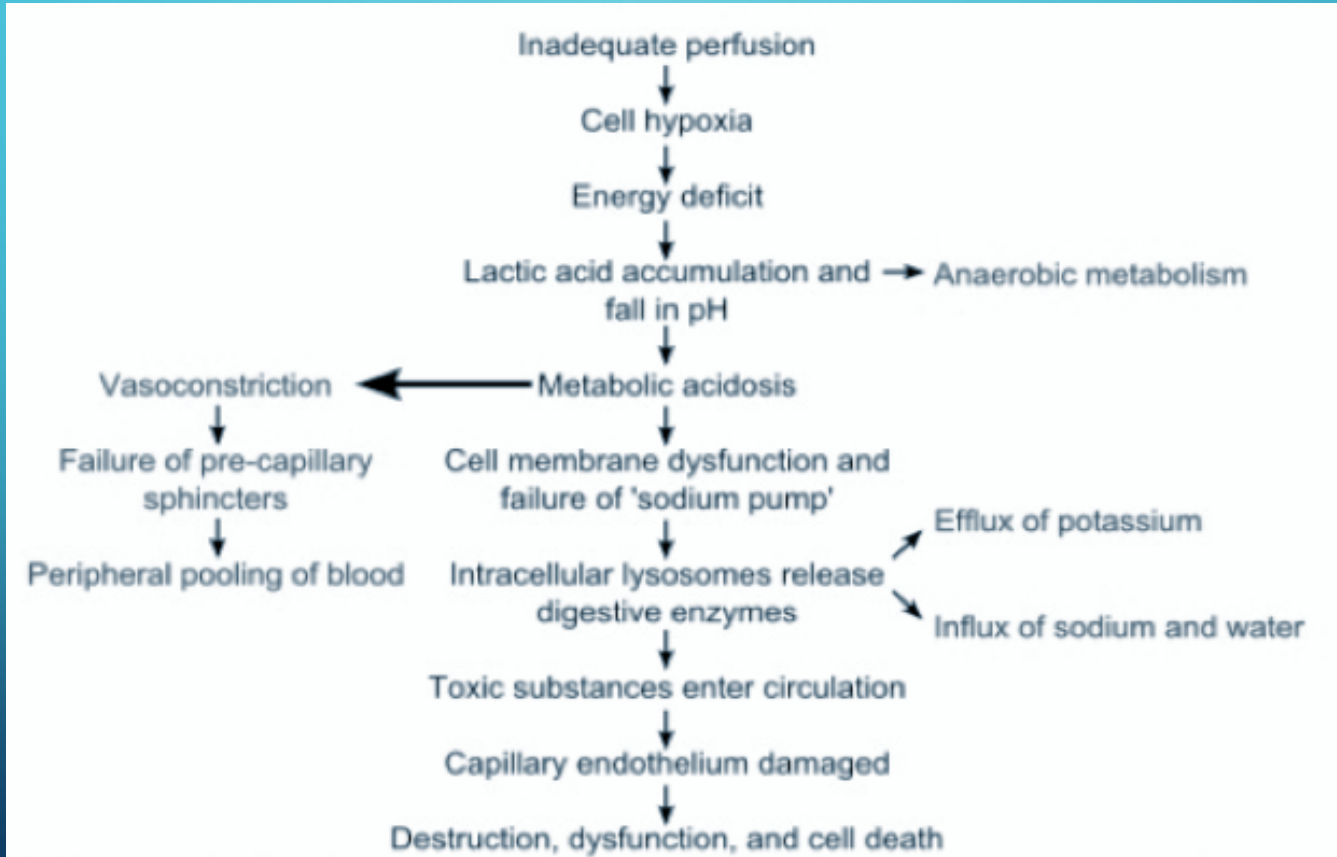 Inadequate perfusion
Cell hypoxia
Energy deficit
Lactic acid accumulation and
fall in pH
Anaerobic metabolism
Metabolic acidosis
Vasoconstriction
Failure of pre-capillary
sphincters
Peripheral pooling of blood
Cell membrane dysfunction and
failure of 'sodium pump'
Intracellular lysosomes release
digestive enzymes
Efflux of potassium
Influx of sodium and water
Toxic substances enter circulation
Capillary endothelium damaged
Destruction, dysfunction, and cell death